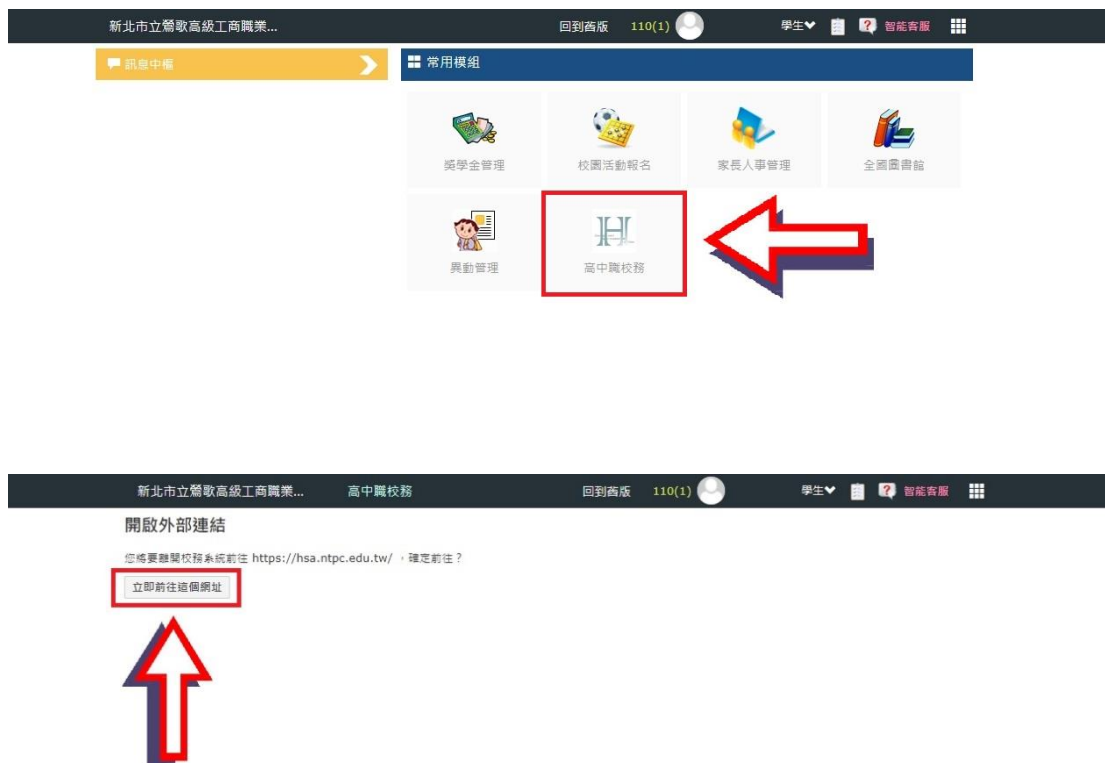 新北市立鶯歌高級工商職業... 回到舊版 110(1) 學生 智能客服
訊息中樞
常用模組
獎學金管理 校園活動報名 家長人事管理 全國圖書館
異動管理 高中職校務
新北市立鶯歌高級工商職業... 高中職校務 回到舊版 110(1) 學生 智能客服
開啟外部連結
您將要離開校務系統前往 https://hsa.ntpc.edu.tw/ ，確定前往？
立即前往這個網址